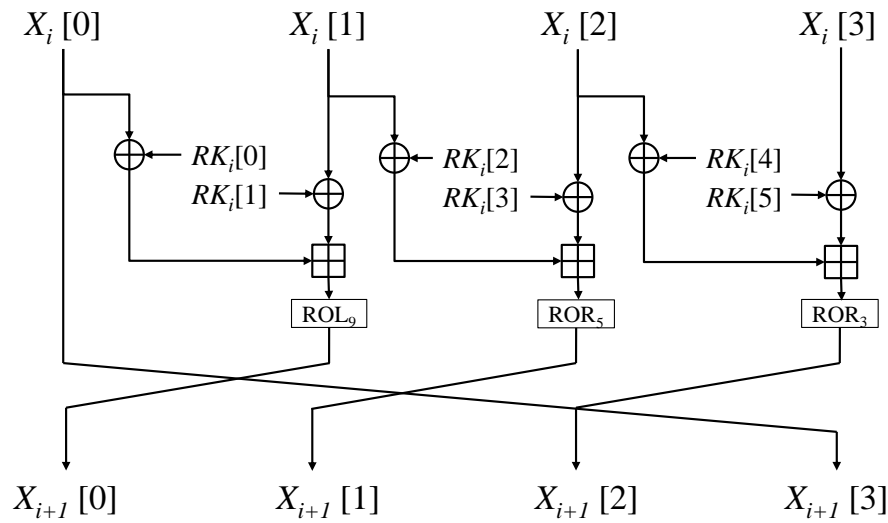 X_i [0] X_i [1] X_i [2] X_i [3]
RK_i[0] RK_i[2] RK_i[4]
RK_i[1] RK_i[3] RK_i[5]
ROL_9 ROR_5 ROR_3
X_{i+1} [0] X_{i+1} [1] X_{i+1} [2] X_{i+1} [3]